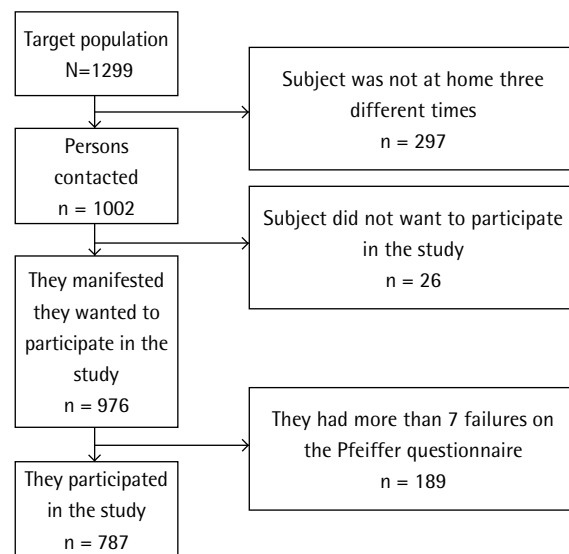 Target population
N=1299
Subject was not at home three
different times
n = 297
Persons
contacted
n = 1002
Subject did not want to participate
in the study
n = 26
They manifested
they wanted to
participate in the
study
n = 976
They had more than 7 failures on
the Pfeiffer questionnaire
n = 189
They participated
in the study
n = 787